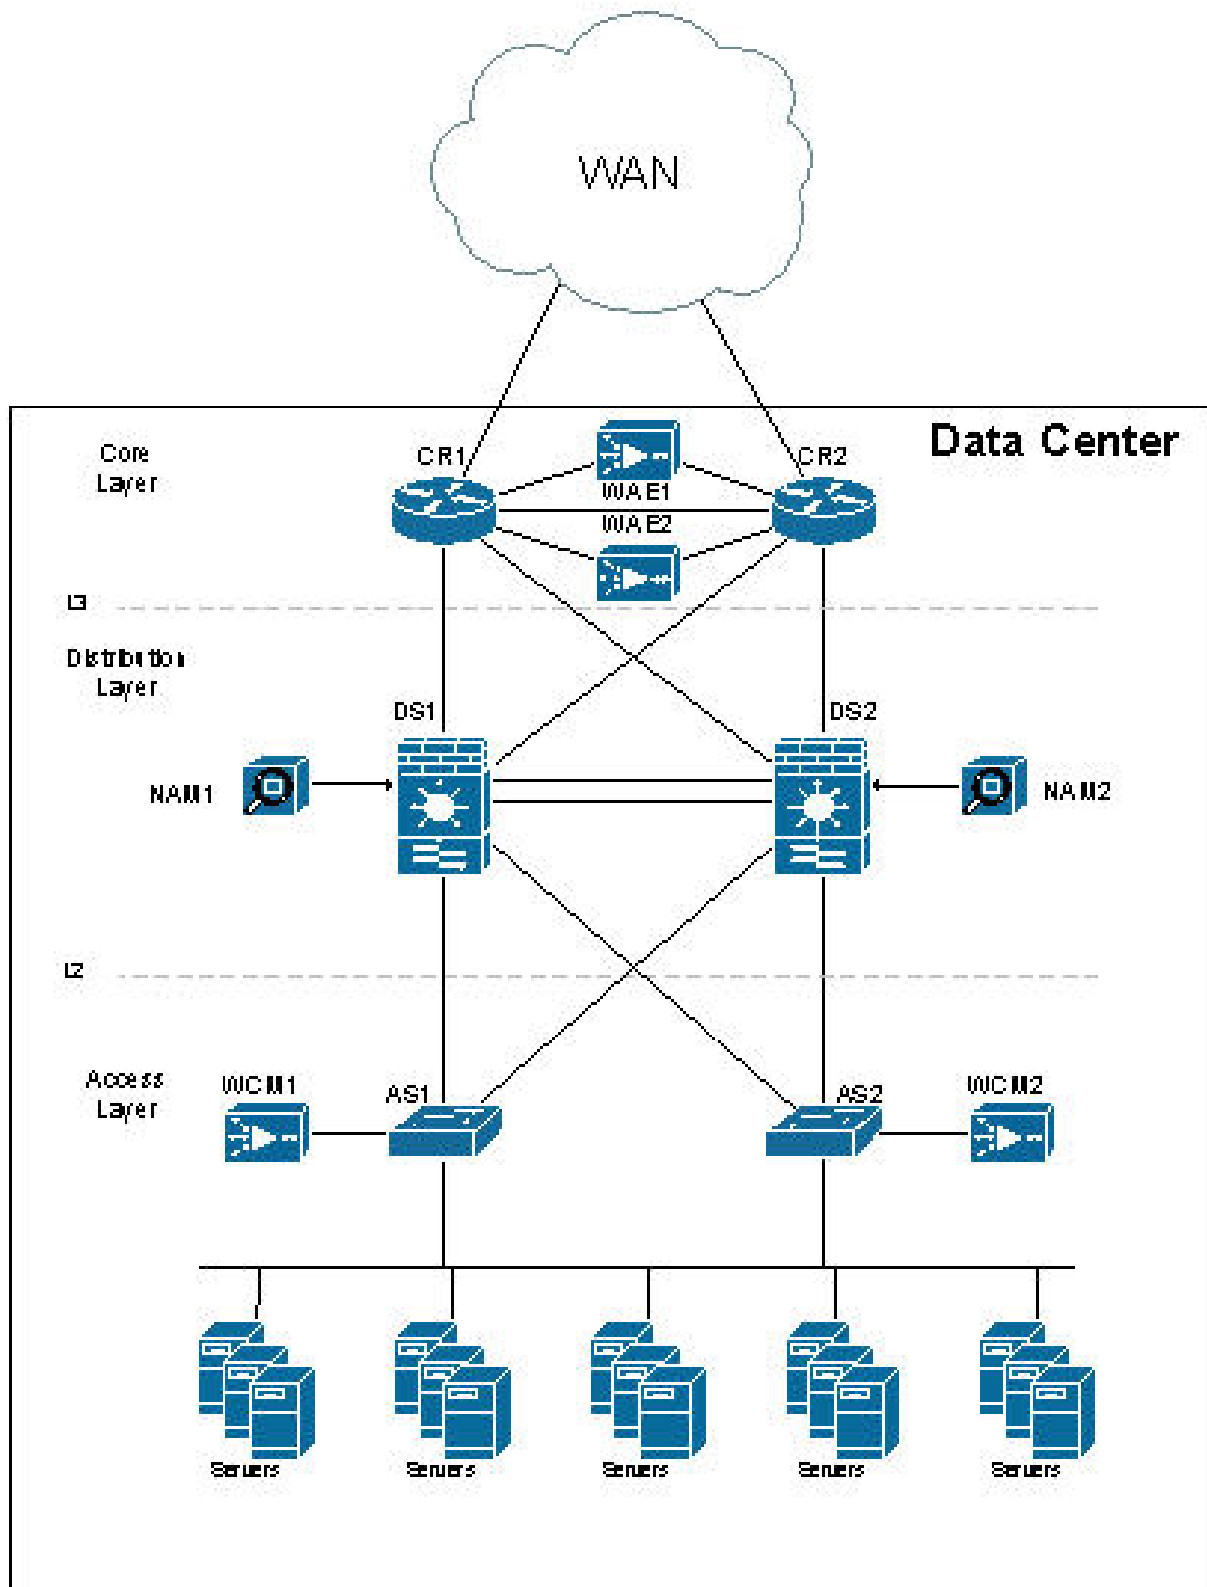 WAN
Data Center
Core
Layer
CR1
CR2
WAE1
WAE2
L3
Distribution
Layer
DS1
DS2
NAM1
NAM2
L2
Access
Layer
WCM1
AS1
AS2
WCM2
Servers
Servers
Servers
Servers
Servers